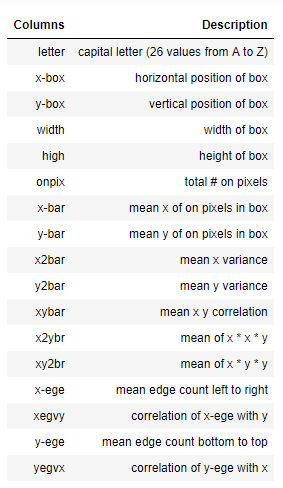 Columns Description
letter capital letter (26 values from A to Z)
x-box horizontal position of box
y-box vertical position of box
width width of box
high height of box
onpix total # on pixels
x-bar mean x of on pixels in box
y-bar mean y of on pixels in box
x2bar mean x variance
y2bar mean y variance
xybar mean x y correlation
x2ybr mean of x * x * y
xy2br mean of x * y * y
x-ege mean edge count left to right
xegvy correlation of x-ege with y
y-ege mean edge count bottom to top
yegvx correlation of y-ege with x